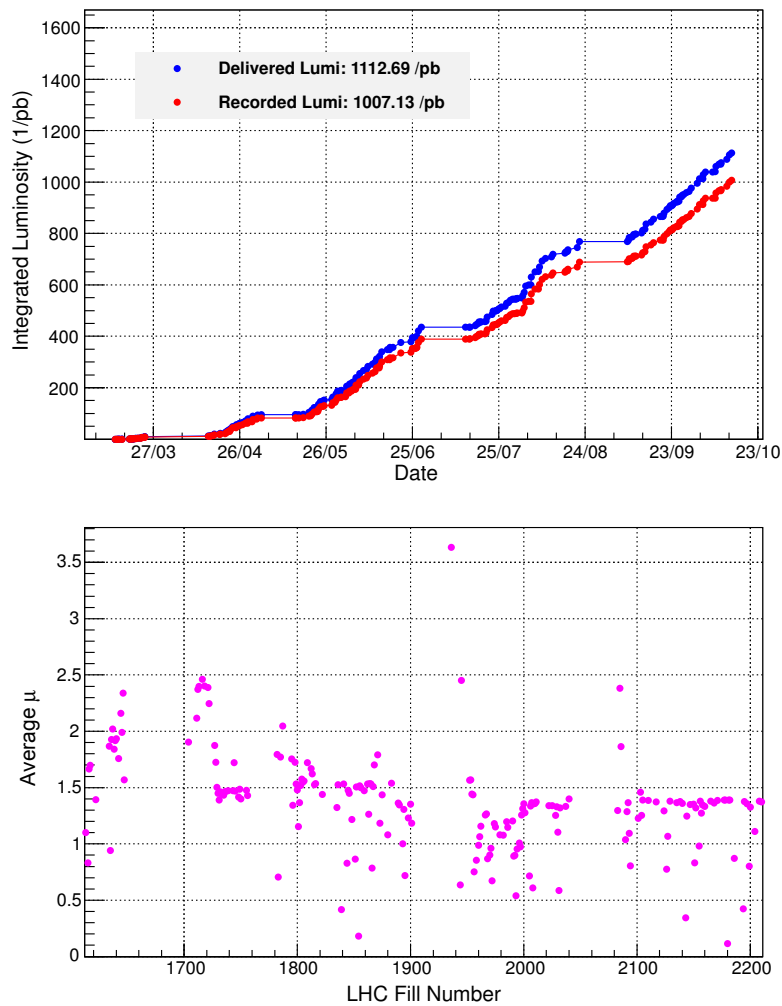 Integrated Luminosity (1/pb)
1600
1400
1200
1000
800
600
400
200
Delivered Lumi: 1112.69 /pb
Recorded Lumi: 1007.13 /pb
27/03 26/04 26/05 25/06 25/07 24/08 23/09 23/10
Date
Average μ
3.5
3
2.5
2
1.5
1
0.5
0
1700 1800 1900 2000 2100 2200
LHC Fill Number